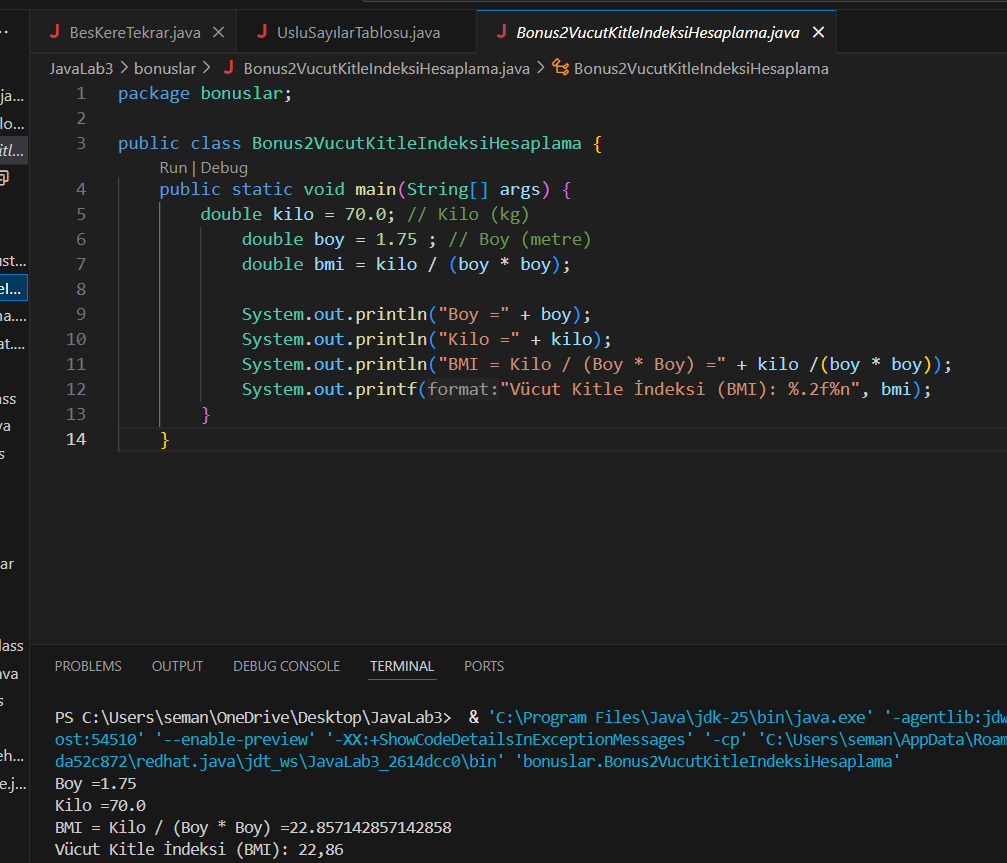 BesKereTekrar.java UsluSayılarTablosu.java Bonus2VucutKitleIndeksiHesaplama.java
JavaLab3 > bonuslar > Bonus2VucutKitleIndeksiHesaplama.java > Bonus2VucutKitleIndeksiHesaplama
1 package bonuslar;
2
3 public class Bonus2VucutKitleIndeksiHesaplama {
Run | Debug
4 public static void main(String[] args) {
5 double kilo = 70.0; // Kilo (kg)
6 double boy = 1.75 ; // Boy (metre)
7 double bmi = kilo / (boy * boy);
8
9 System.out.println("Boy =" + boy);
10 System.out.println("Kilo =" + kilo);
11 System.out.println("BMI = Kilo / (Boy * Boy) =" + kilo /(boy * boy));
12 System.out.printf(format:"Vücut Kitle İndeksi (BMI): %.2f%n", bmi);
13 }
14 }
PROBLEMS OUTPUT DEBUG CONSOLE TERMINAL PORTS
PS C:\Users\seman\OneDrive\Desktop\JavaLab3> & 'C:\Program Files\Java\jdk-25\bin\java.exe' '-agentlib:jdw
ost:54510' '--enable-preview' '-XX:+ShowCodeDetailsInExceptionMessages' '-cp' 'C:\Users\seman\AppData\Roam
da52c872\redhat.java\jdt_ws\JavaLab3_2614dcc0\bin' 'bonuslar.Bonus2VucutKitleIndeksiHesaplama'
Boy =1.75
Kilo =70.0
BMI = Kilo / (Boy * Boy) =22.857142857142858
Vücut Kitle İndeksi (BMI): 22,86